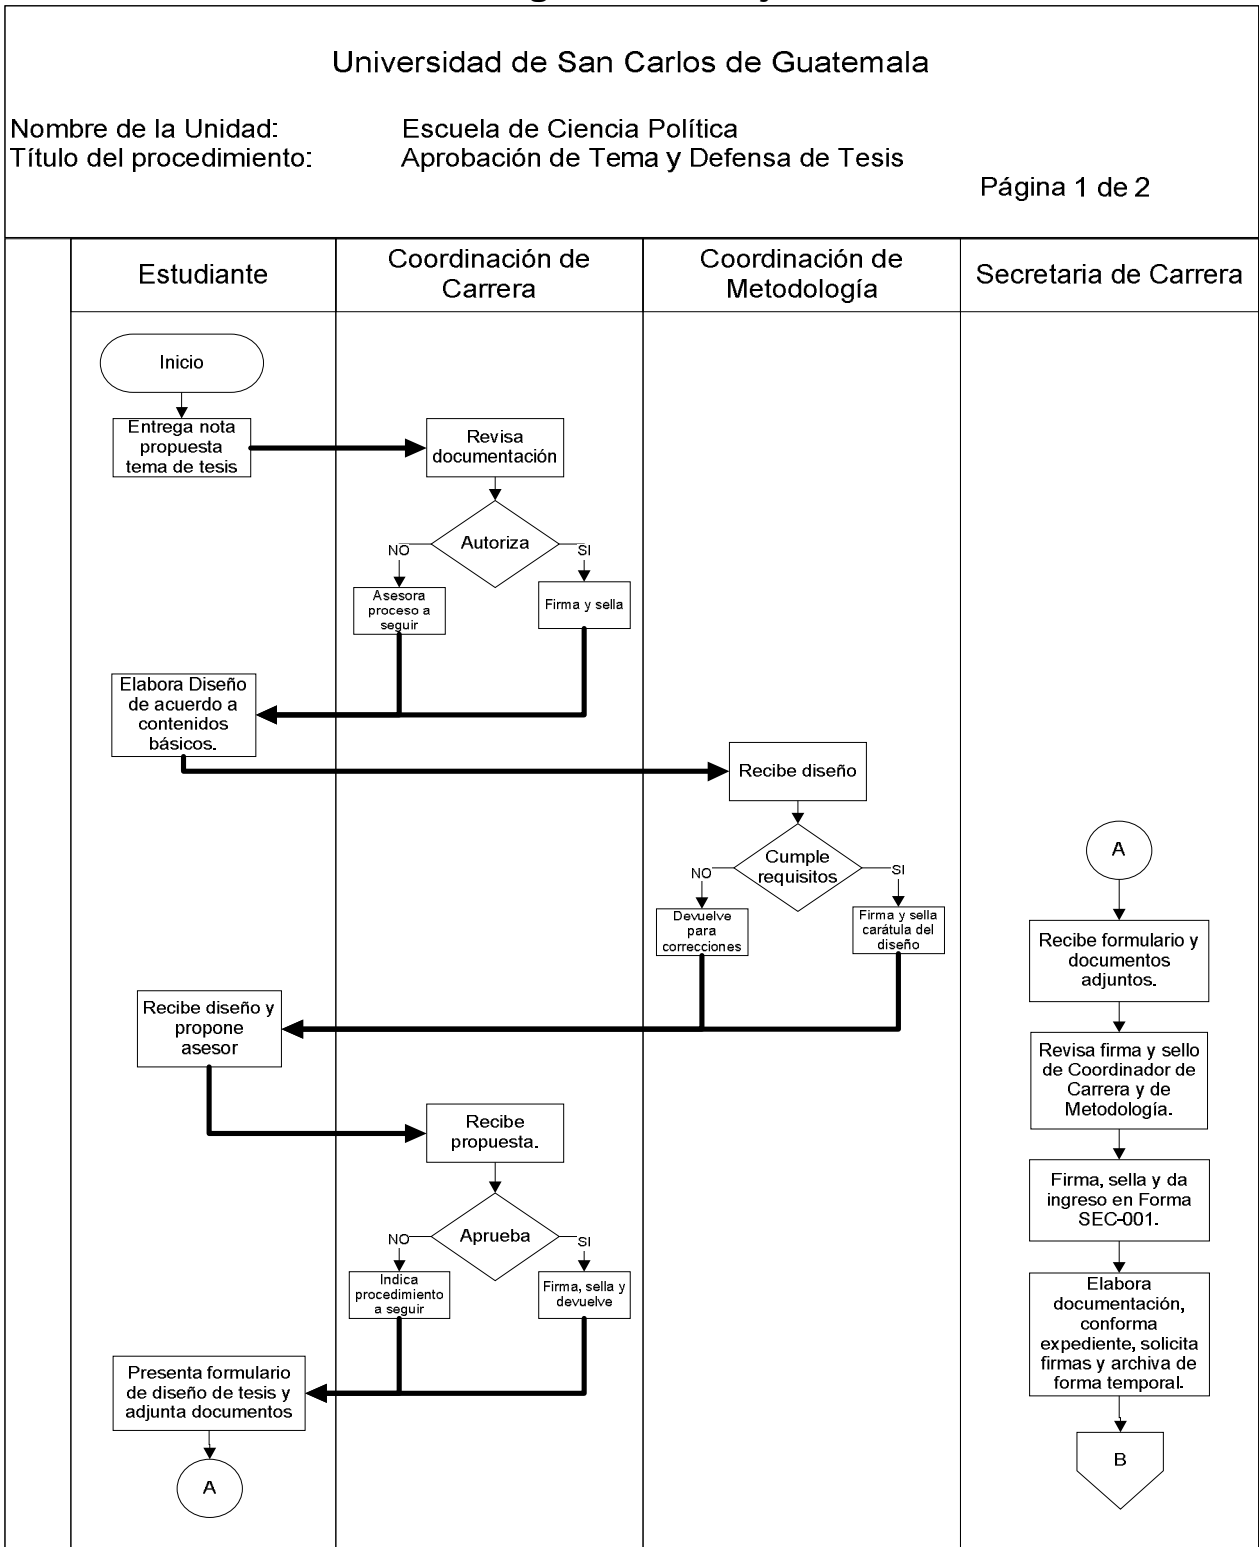 Universidad de San Carlos de Guatemala
Nombre de la Unidad: Escuela de Ciencia Política
Título del procedimiento: Aprobación de Tema y Defensa de Tesis
Página 1 de 2
Estudiante
Coordinación de
Carrera
Coordinación de
Metodología
Secretaria de Carrera
Inicio
Entrega nota
propuesta
tema de tesis
Revisa
documentación
Autoriza
NO
SI
Asesora
proceso a
seguir
Firma y sella
Elabora Diseño
de acuerdo a
contenidos
básicos.
Recibe diseño
Cumple
requisitos
NO
SI
Devuelve
para
correcciones
Firma y sella
carátula del
diseño
Recibe diseño y
propone
asesor
Recibe
propuesta.
Aprueba
NO
SI
Indica
procedimiento
a seguir
Firma, sella y
devuelve
Presenta formulario
de diseño de tesis y
adjunta documentos
A
A
Recibe formulario y
documentos
adjuntos.
Revisa firma y sello
de Coordinador de
Carrera y de
Metodología.
Firma, sella y da
ingreso en Forma
SEC-001.
Elabora
documentación,
conforma
expediente, solicita
firmas y archiva de
forma temporal.
B